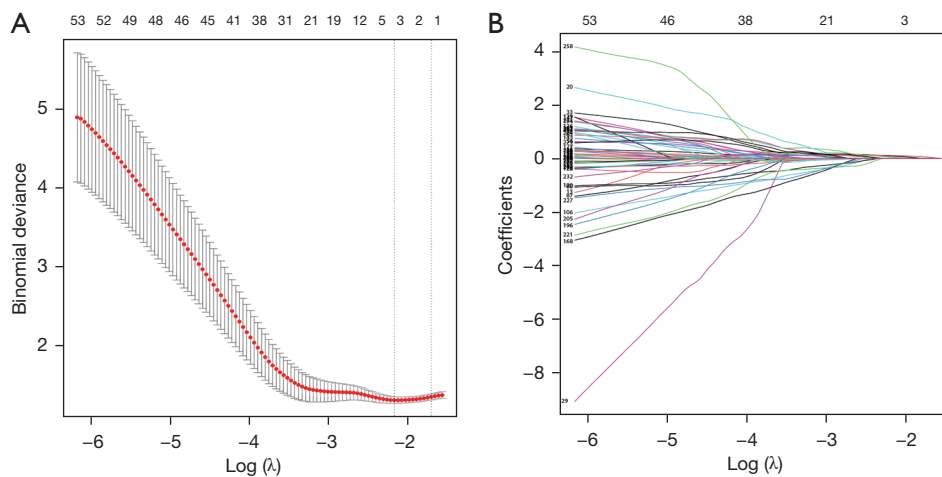 A
53 52 49 48 46 45 41 38 31 21 19 12 5 3 2 1
Binomial deviance
5
4
3
2
−6 −5 −4 −3 −2
Log (λ)
B
53 46 38 21 3
Coefficients
4
2
0
−2
−4
−6
−8
258
20
232
227
106
205
196
221
168
29
−6 −5 −4 −3 −2
Log (λ)